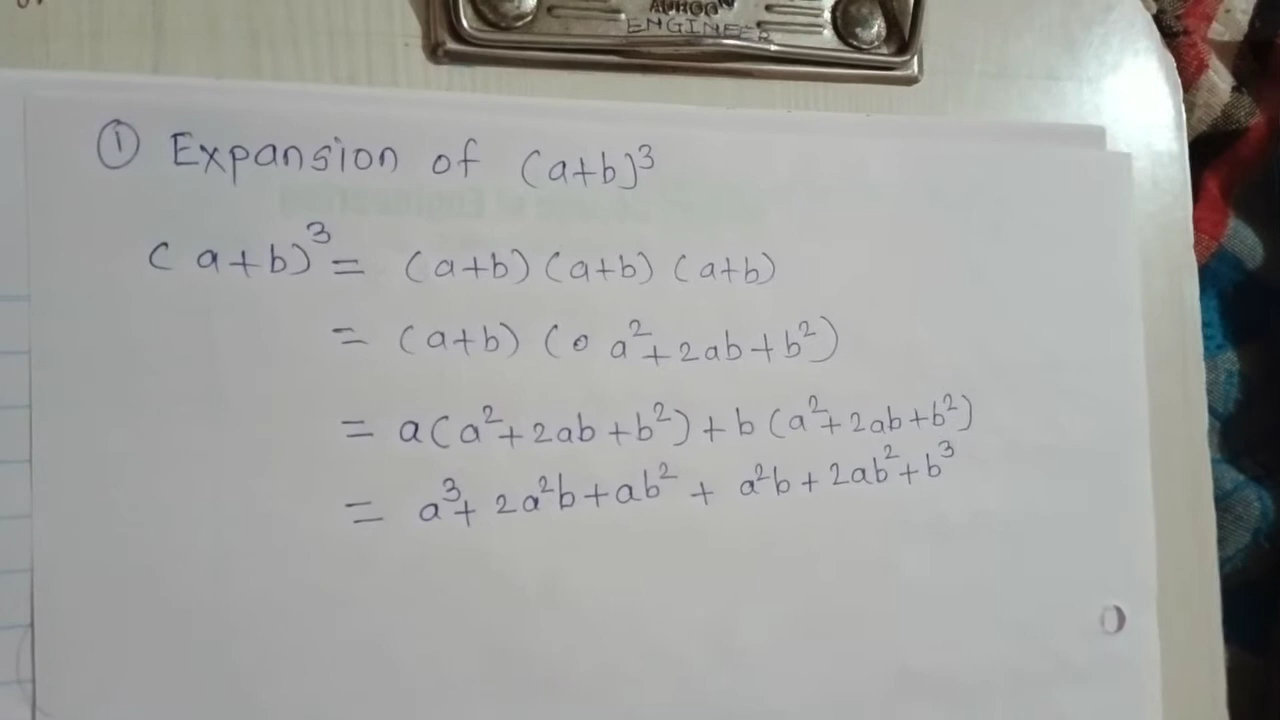 ENGINEER
① Expansion of (a+b)³
(a+b)³ = (a+b)(a+b)(a+b)
= (a+b)(a²+2ab+b²)
= a(a²+2ab+b²)+b(a²+2ab+b²)
= a³+2a²b+ab²+a²b+2ab²+b³